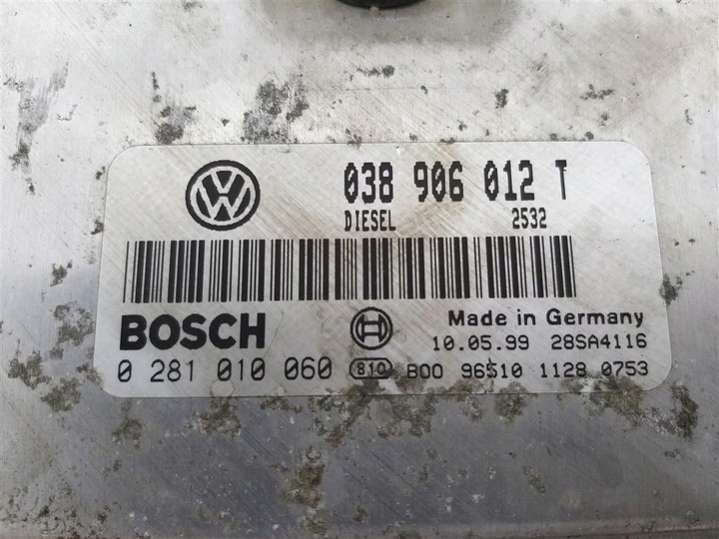 038 906 012 T
DIESEL 2532
BOSCH
Made in Germany
10.05.99 28SA4116
0 281 010 060 810 B00 96S10 1128 0753